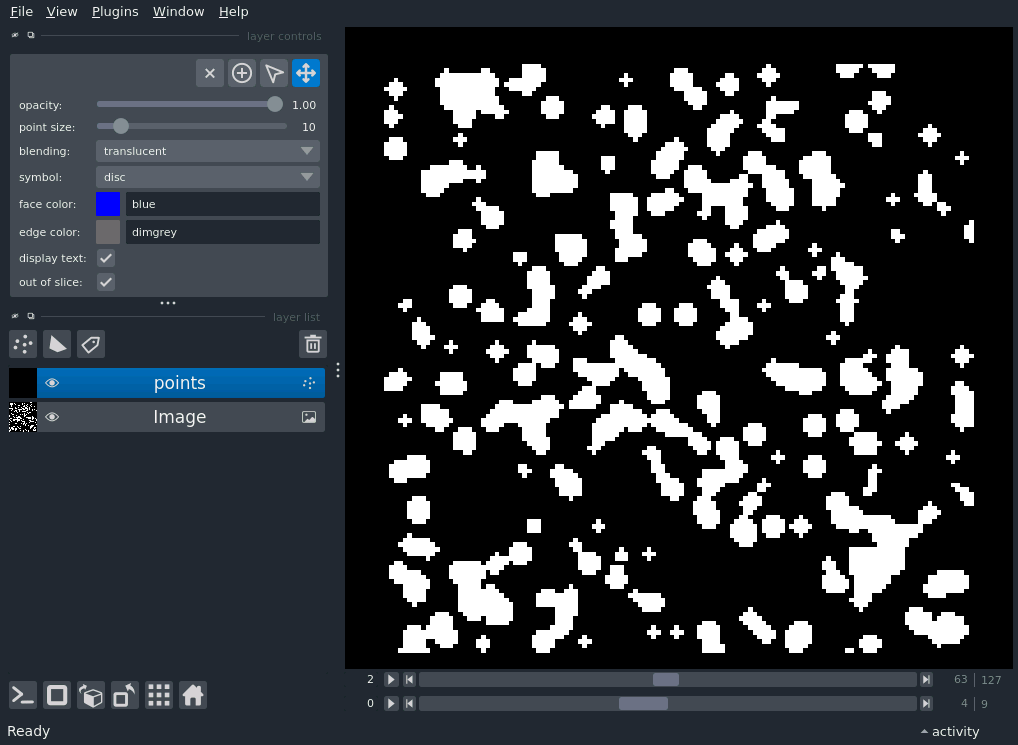 File View Plugins Window Help
layer controls
opacity: 1.00
point size: 10
blending: translucent
symbol: disc
face color: blue
edge color: dimgrey
display text:
out of slice:
layer list
points
Image
2 63 127
0 4 9
Ready activity